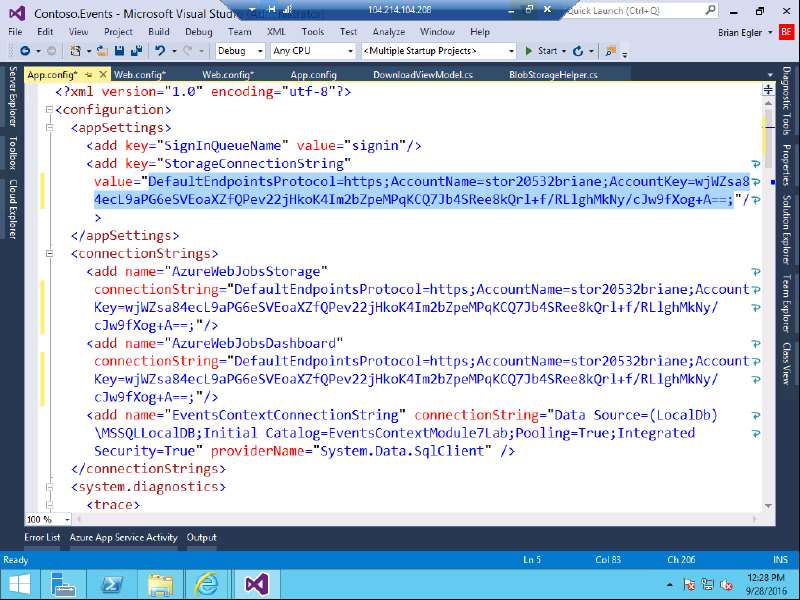 Contoso.Events - Microsoft Visual Stu
104.214.104.208
Quick Launch (Ctrl+Q)
File Edit View Project Build Debug Team XML Tools Test Analyze Window Help
Brian Egler
BE
Debug Any CPU <Multiple Startup Projects> Start
App.config* Web.config* Web.config* App.config DownloadViewModel.cs BlobStorageHelper.cs
Server Explorer
Toolbox
Cloud Explorer
<?xml version="1.0" encoding="utf-8"?>
<configuration>
<appSettings>
<add key="SignInQueueName" value="signin"/>
<add key="StorageConnectionString"
value="DefaultEndpointsProtocol=https;AccountName=stor20532briane;AccountKey=wjWZsa8
4ecL9aPG6eSVEoaXZfQPev22jHkoK4Im2bZpeMPqKCQ7Jb4SRee8kQrl+f/RLlghMkNy/cJw9fXog+A==;"/
>
</appSettings>
<connectionStrings>
<add name="AzureWebJobsStorage"
connectionString="DefaultEndpointsProtocol=https;AccountName=stor20532briane;Account
Key=wjWZsa84ecL9aPG6eSVEoaXZfQPev22jHkoK4Im2bZpeMPqKCQ7Jb4SRee8kQrl+f/RLlghMkNy/
cJw9fXog+A==;"/>
<add name="AzureWebJobsDashboard"
connectionString="DefaultEndpointsProtocol=https;AccountName=stor20532briane;Account
Key=wjWZsa84ecL9aPG6eSVEoaXZfQPev22jHkoK4Im2bZpeMPqKCQ7Jb4SRee8kQrl+f/RLlghMkNy/
cJw9fXog+A==;"/>
<add name="EventsContextConnectionString" connectionString="Data Source=(LocalDb)
\MSSQLLocalDB;Initial Catalog=EventsContextModule7Lab;Pooling=True;Integrated
Security=True" providerName="System.Data.SqlClient" />
</connectionStrings>
<system.diagnostics>
<trace>
Diagnostic Tools
Properties
Solution Explorer
Team Explorer
Class View
100 %
Error List Azure App Service Activity Output
Ready Ln 5 Col 83 Ch 206 INS
12:28 PM
9/28/2016